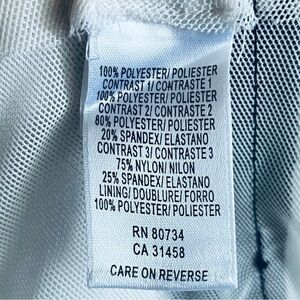 100% POLYESTER/ POLIESTER
CONTRAST 1/ CONTRASTE 1
100% POLYESTER/ POLIESTER
CONTRAST 2/ CONTRASTE 2
80% POLYESTER/ POLIESTER
20% SPANDEX/ ELASTANO
CONTRAST 3/ CONTRASTE 3
75% NYLON/ NILON
25% SPANDEX/ ELASTANO
LINING/ DOUBLURE/ FORRO
100% POLYESTER/ POLIESTER
RN 80734
CA 31458
CARE ON REVERSE